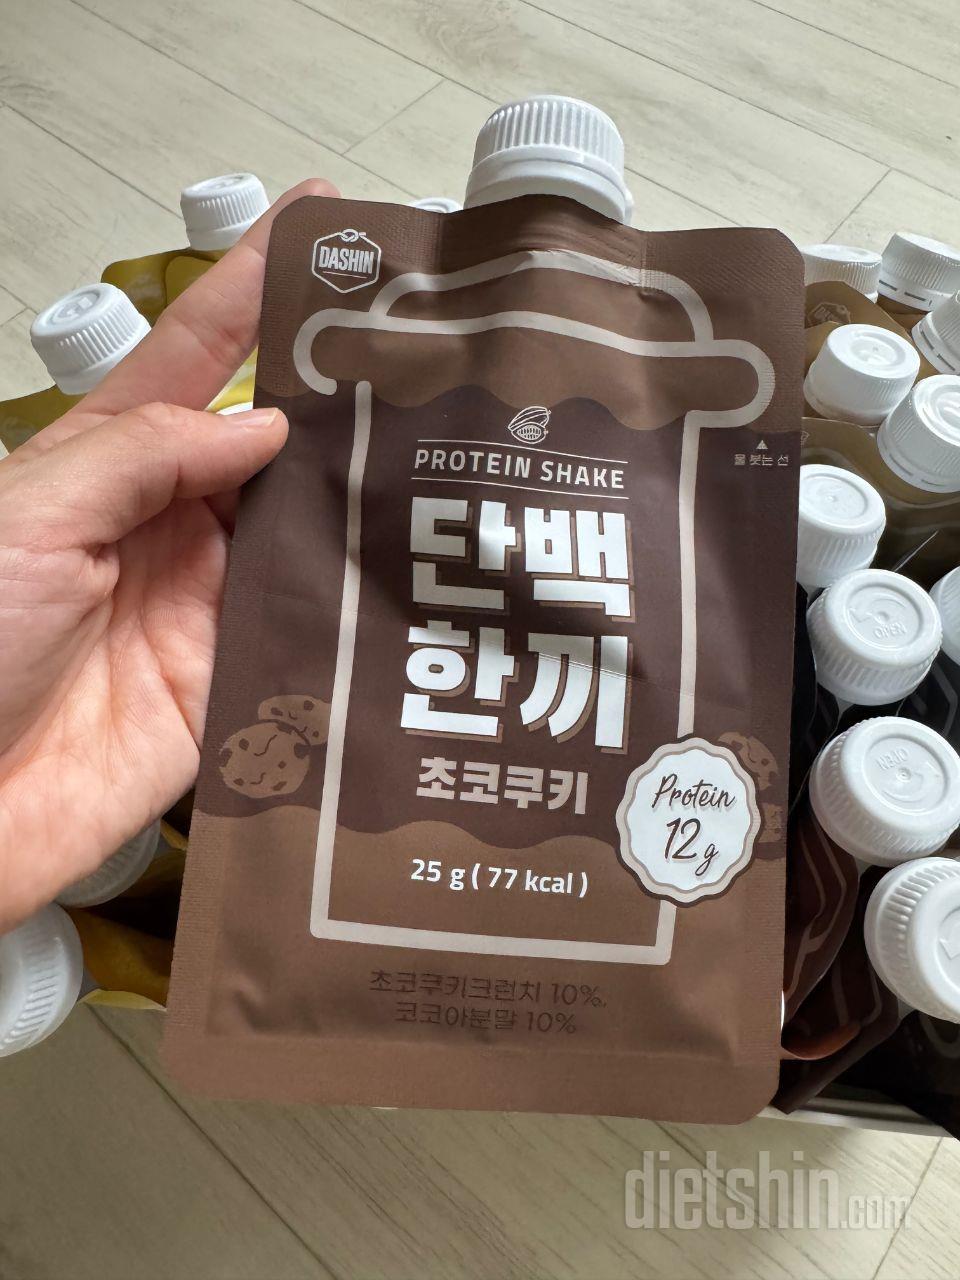 DASHIN
PROTEIN SHAKE
물 붓는 선
단백
한끼
초코쿠키
Protein
12g
25 g ( 77 kcal )
초코쿠키크런치 10%,
코코아분말 10%
OPEN
OPEN
dietshin.com